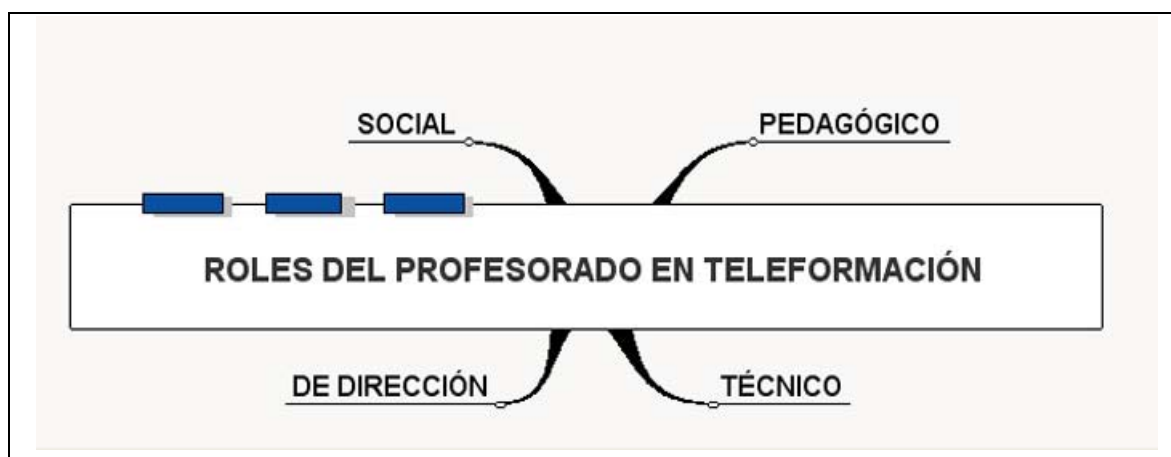 SOCIAL
PEDAGÓGICO
ROLES DEL PROFESORADO EN TELEFORMACIÓN
DE DIRECCIÓN
TÉCNICO